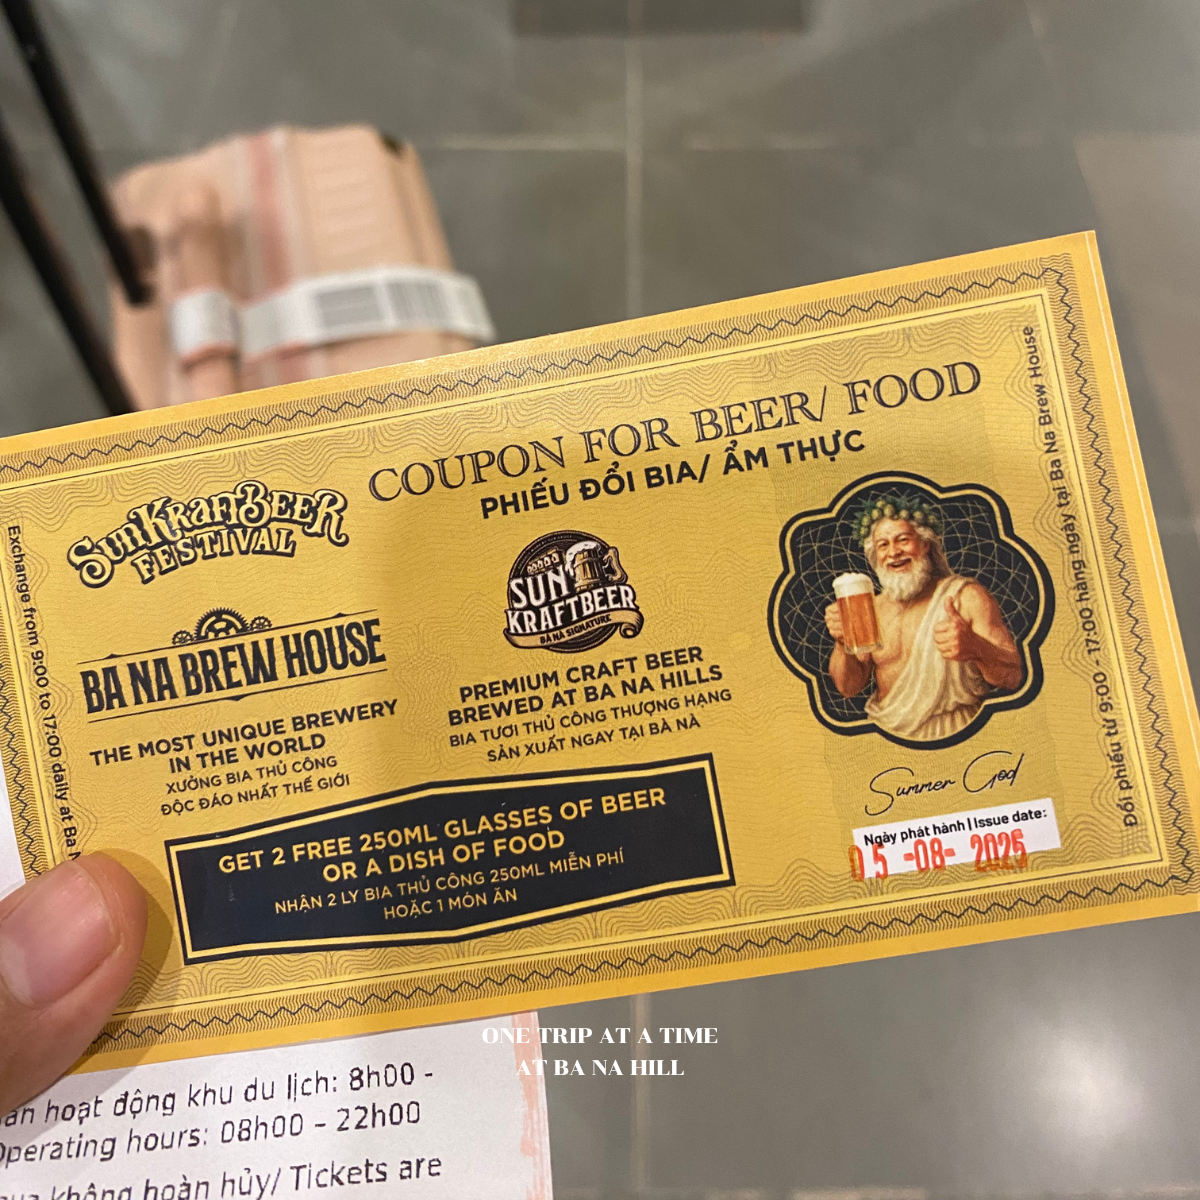 COUPON FOR BEER/ FOOD
PHIẾU ĐỔI BIA/ ẨM THỰC
SUN KRAFTBEER
FESTIVAL
BA NA BREW HOUSE
THE MOST UNIQUE BREWERY
IN THE WORLD
XƯỞNG BIA THỦ CÔNG
ĐỘC ĐÁO NHẤT THẾ GIỚI
SUN
KRAFTBEER
BÀ NÀ SIGNATURE
PREMIUM CRAFT BEER
BREWED AT BA NA HILLS
BIA TƯƠI THỦ CÔNG THƯỢNG HẠNG
SẢN XUẤT NGAY TẠI BÀ NÀ
GET 2 FREE 250ML GLASSES OF BEER
OR A DISH OF FOOD
NHẬN 2 LY BIA THỦ CÔNG 250ML MIỄN PHÍ
HOẶC 1 MÓN ĂN
Summer God
Ngày phát hành | Issue date:
05 -08- 2025
Exchange from 9:00 to 17:00 daily at Ba
Đổi phiếu từ 9:00 - 17:00 hàng ngày tại Ba Na Brew House
ONE TRIP AT A TIME
AT BA NA HILL
hoạt động khu du lịch: 8h00 -
Operating hours: 08h00 - 22h00
không hoàn hủy/ Tickets are